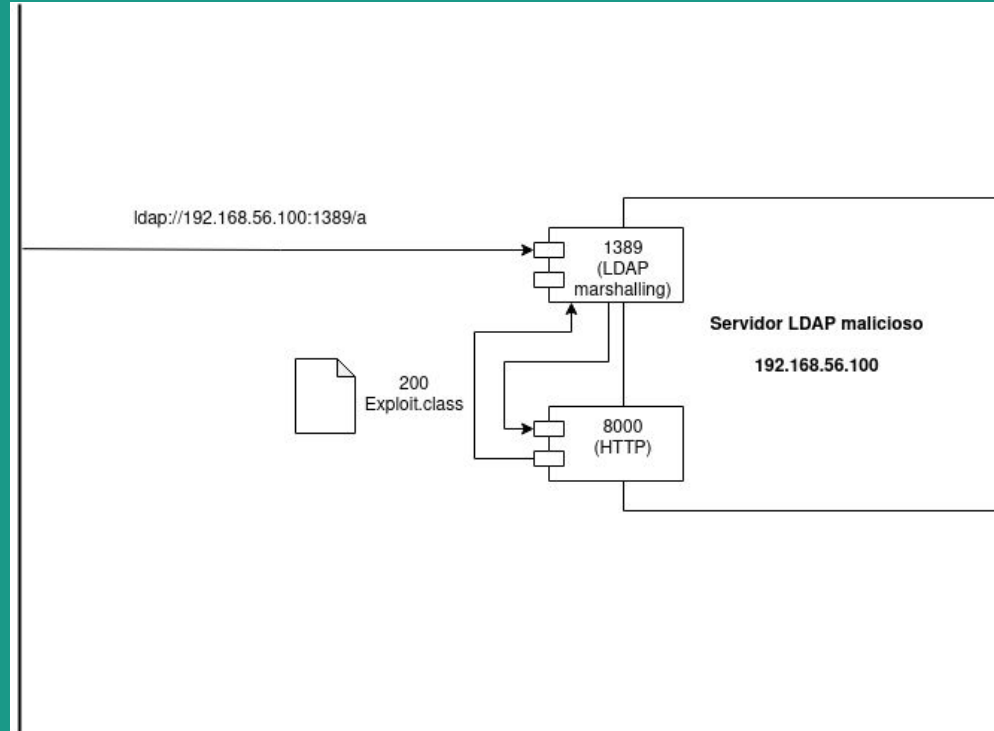 ldap://192.168.56.100:1389/a
1389
(LDAP
marshalling)
Servidor LDAP malicioso
192.168.56.100
200
Exploit.class
8000
(HTTP)